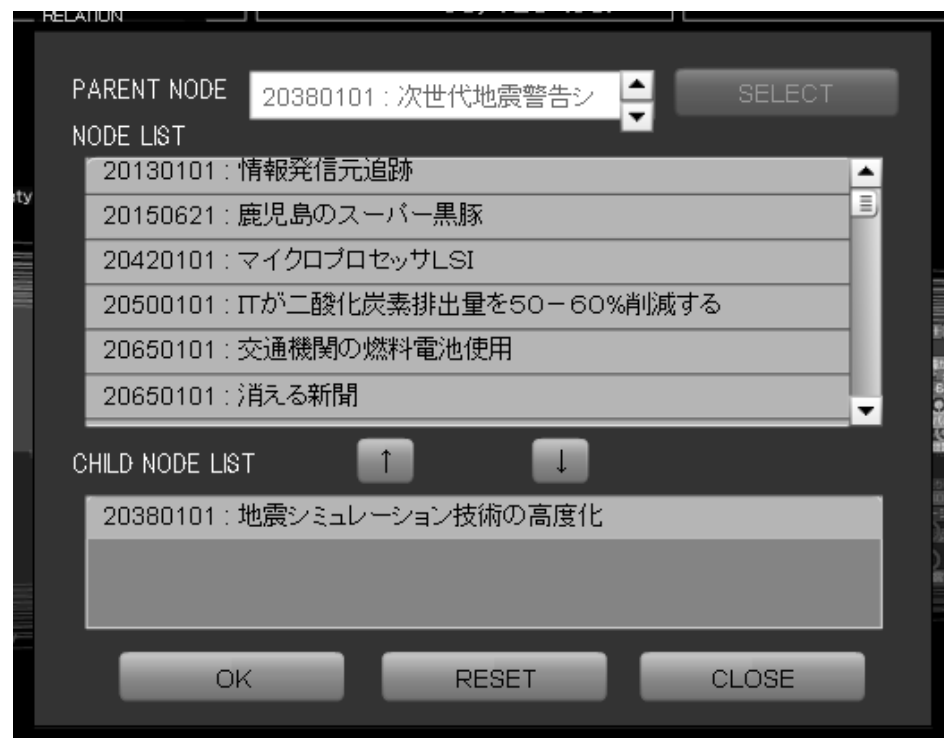 RELATION
PARENT NODE
20380101 : 次世代地震警告シ
SELECT
NODE LIST
20130101 : 情報発信元追跡
20150621 : 鹿児島のスーパー黒豚
20420101 : マイクロプロセッサLSI
20500101 : ITが二酸化炭素排出量を50－60%削減する
20650101 : 交通機関の燃料電池使用
20650101 : 消える新聞
CHILD NODE LIST
↑
↓
20380101 : 地震シミュレーション技術の高度化
OK
RESET
CLOSE